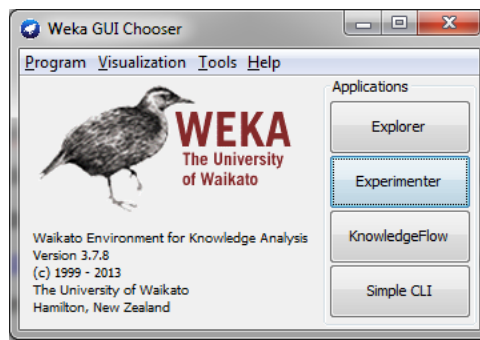 Weka GUI Chooser
Program Visualization Tools Help
WEKA
The University
of Waikato
Waikato Environment for Knowledge Analysis
Version 3.7.8
(c) 1999 - 2013
The University of Waikato
Hamilton, New Zealand
Applications
Explorer
Experimenter
KnowledgeFlow
Simple CLI